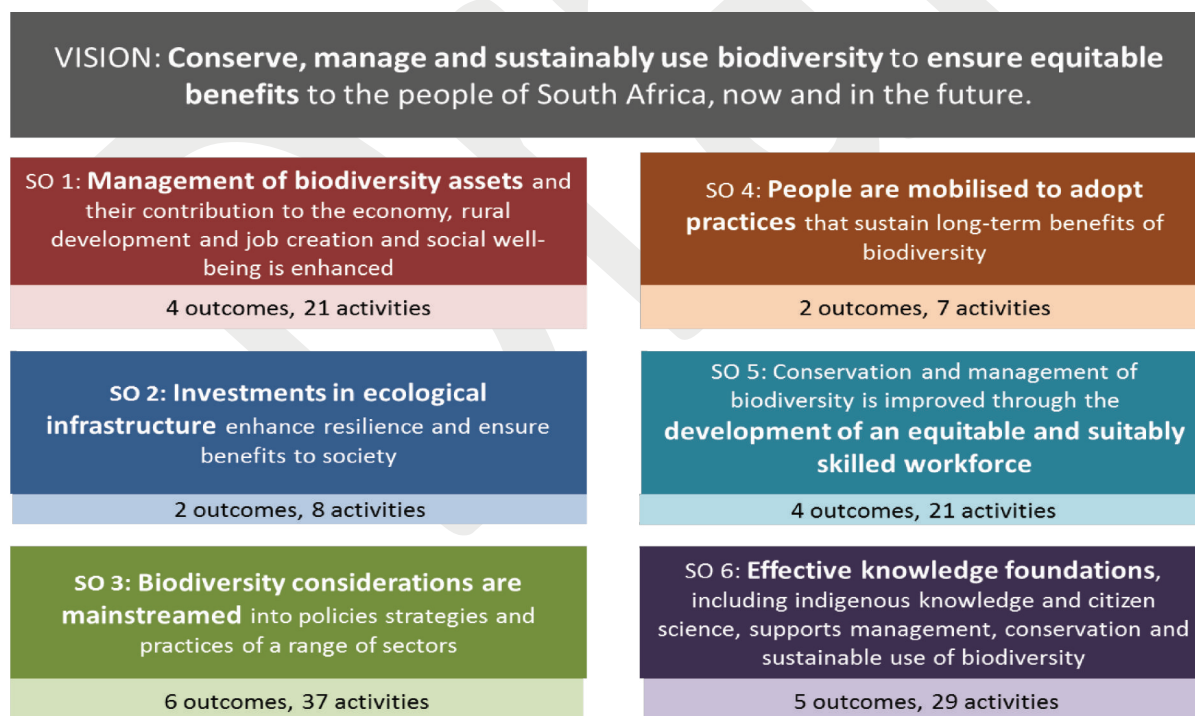 VISION: Conserve, manage and sustainably use biodiversity to ensure equitable
benefits to the people of South Africa, now and in the future.
SO 1: Management of biodiversity assets and
their contribution to the economy, rural
development and job creation and social well-
being is enhanced
4 outcomes, 21 activities
SO 2: Investments in ecological
infrastructure enhance resilience and ensure
benefits to society
2 outcomes, 8 activities
SO 3: Biodiversity considerations are
mainstreamed into policies strategies and
practices of a range of sectors
6 outcomes, 37 activities
SO 4: People are mobilised to adopt
practices that sustain long-term benefits of
biodiversity
2 outcomes, 7 activities
SO 5: Conservation and management of
biodiversity is improved through the
development of an equitable and suitably
skilled workforce
4 outcomes, 21 activities
SO 6: Effective knowledge foundations,
including indigenous knowledge and citizen
science, supports management, conservation and
sustainable use of biodiversity
5 outcomes, 29 activities